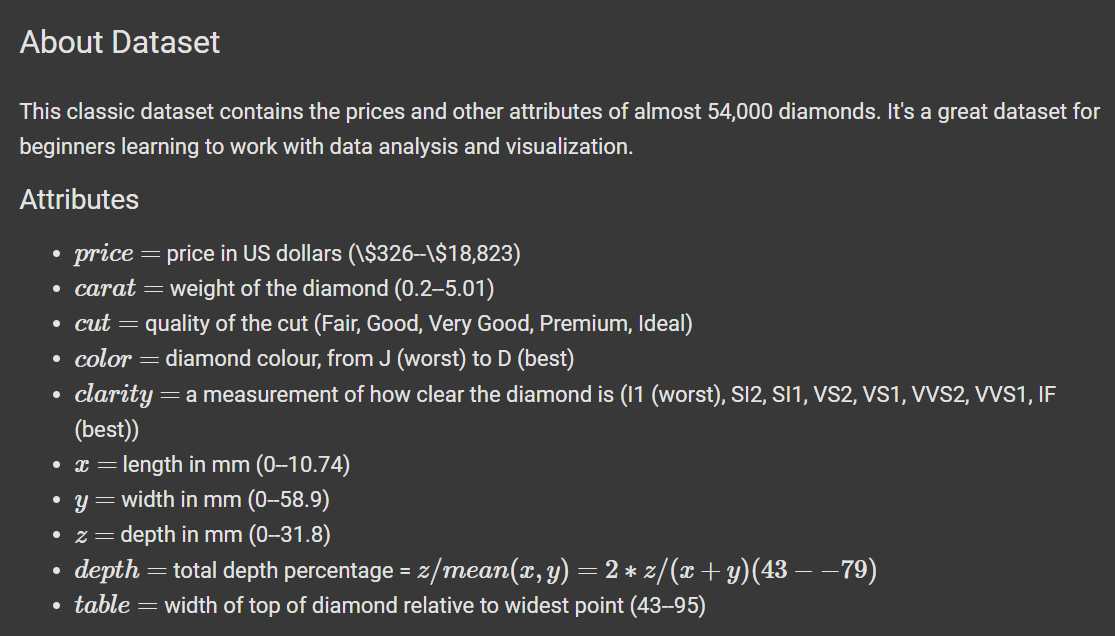 About Dataset
This classic dataset contains the prices and other attributes of almost 54,000 diamonds. It's a great dataset for
beginners learning to work with data analysis and visualization.
Attributes
• price = price in US dollars (\$326--\$18,823)
• carat = weight of the diamond (0.2--5.01)
• cut = quality of the cut (Fair, Good, Very Good, Premium, Ideal)
• color = diamond colour, from J (worst) to D (best)
• clarity = a measurement of how clear the diamond is (I1 (worst), SI2, SI1, VS2, VS1, VVS2, VVS1, IF
(best))
• x = length in mm (0--10.74)
• y = width in mm (0--58.9)
• z = depth in mm (0--31.8)
• depth = total depth percentage = z/mean(x, y) = 2 ∗ z/(x + y)(43 − −79)
• table = width of top of diamond relative to widest point (43--95)